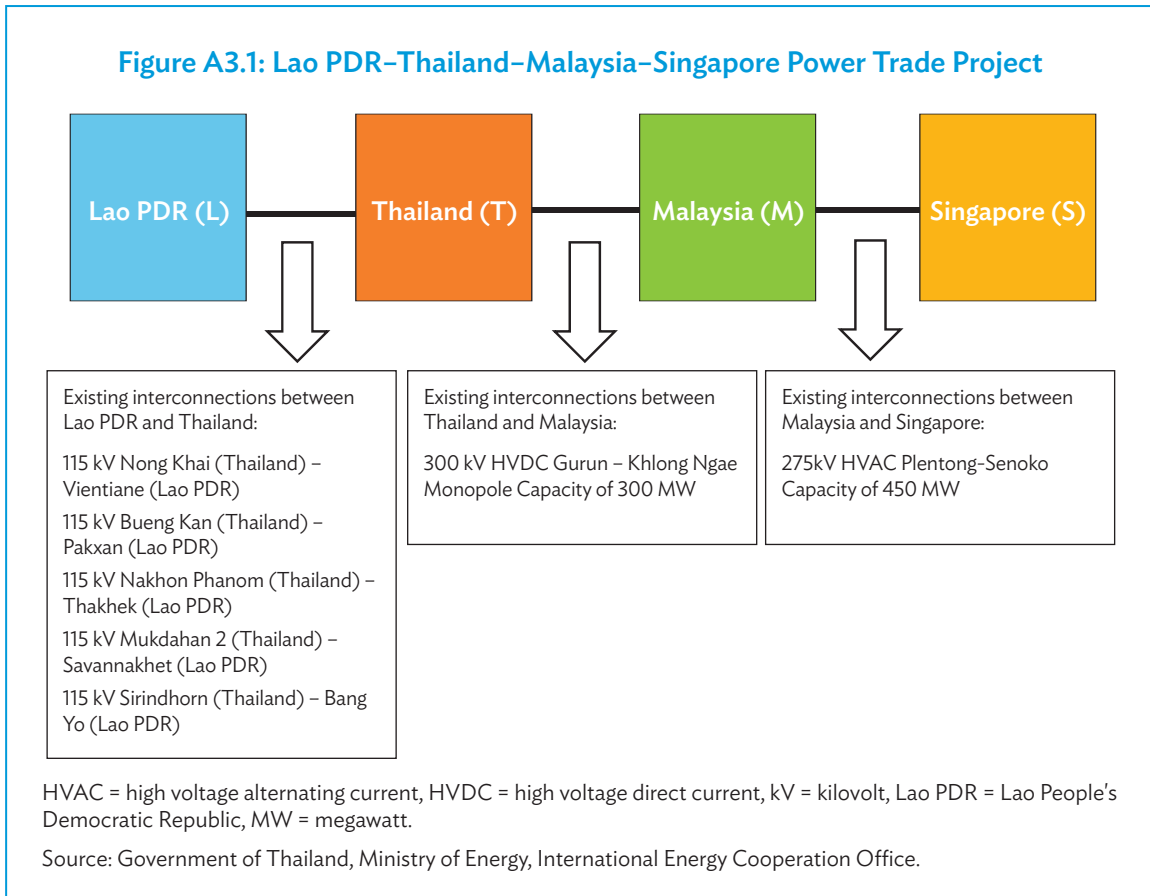 Figure A3.1: Lao PDR–Thailand–Malaysia–Singapore Power Trade Project
Lao PDR (L)
Thailand (T)
Malaysia (M)
Singapore (S)
Existing interconnections between
Lao PDR and Thailand:
115 kV Nong Khai (Thailand) –
Vientiane (Lao PDR)
115 kV Bueng Kan (Thailand) –
Pakxan (Lao PDR)
115 kV Nakhon Phanom (Thailand) –
Thakhek (Lao PDR)
115 kV Mukdahan 2 (Thailand) –
Savannakhet (Lao PDR)
115 kV Sirindhorn (Thailand) – Bang
Yo (Lao PDR)
Existing interconnections between
Thailand and Malaysia:
300 kV HVDC Gurun – Khlong Ngae
Monopole Capacity of 300 MW
Existing interconnections between
Malaysia and Singapore:
275kV HVAC Plentong-Senoko
Capacity of 450 MW
HVAC = high voltage alternating current, HVDC = high voltage direct current, kV = kilovolt, Lao PDR = Lao People's
Democratic Republic, MW = megawatt.
Source: Government of Thailand, Ministry of Energy, International Energy Cooperation Office.